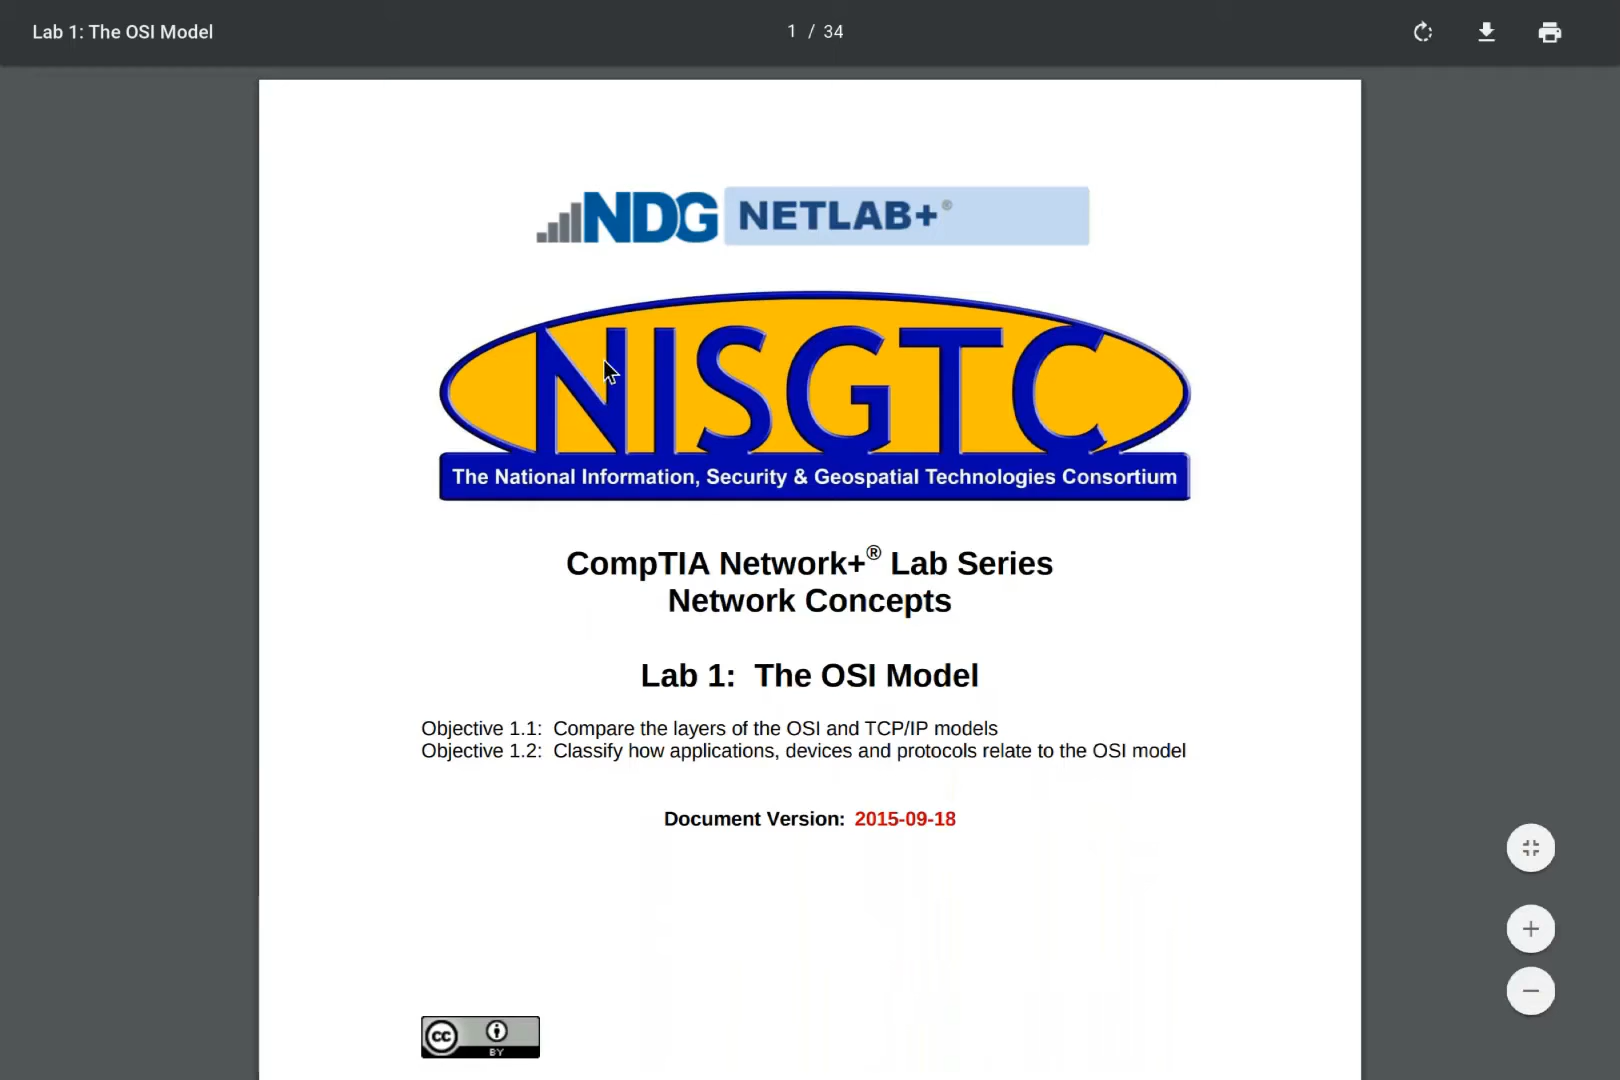 Lab 1: The OSI Model
1 / 34
NDG NETLAB+®
NISGTC
The National Information, Security & Geospatial Technologies Consortium
CompTIA Network+® Lab Series
Network Concepts
Lab 1: The OSI Model
Objective 1.1: Compare the layers of the OSI and TCP/IP models
Objective 1.2: Classify how applications, devices and protocols relate to the OSI model
Document Version: 2015-09-18
cc
BY